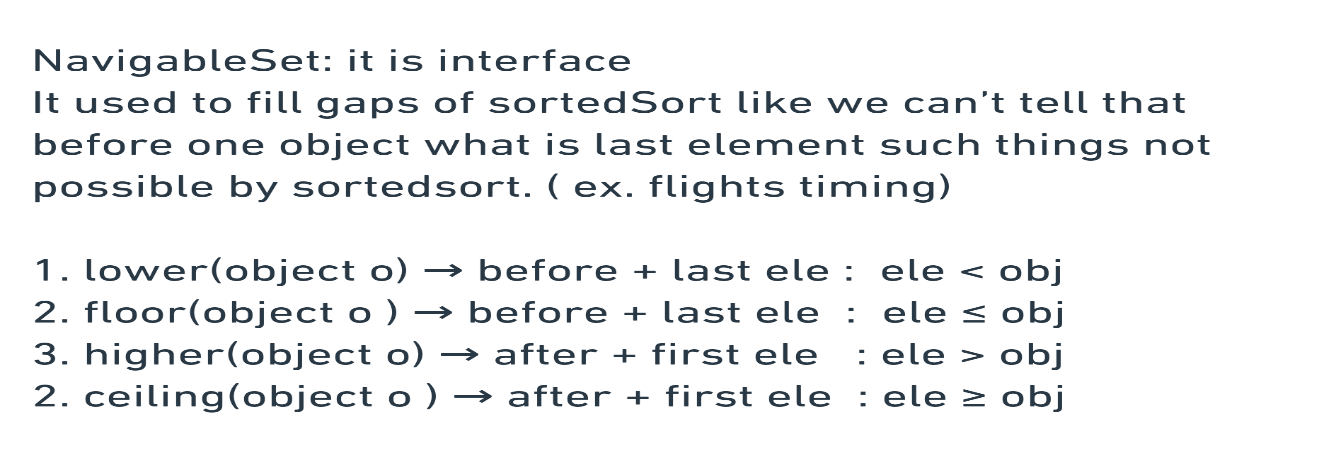 NavigableSet: it is interface
It used to fill gaps of sortedSort like we can't tell that
before one object what is last element such things not
possible by sortedsort. ( ex. flights timing)
1. lower(object o) → before + last ele : ele < obj
2. floor(object o ) → before + last ele : ele ≤ obj
3. higher(object o) → after + first ele : ele > obj
2. ceiling(object o ) → after + first ele : ele ≥ obj